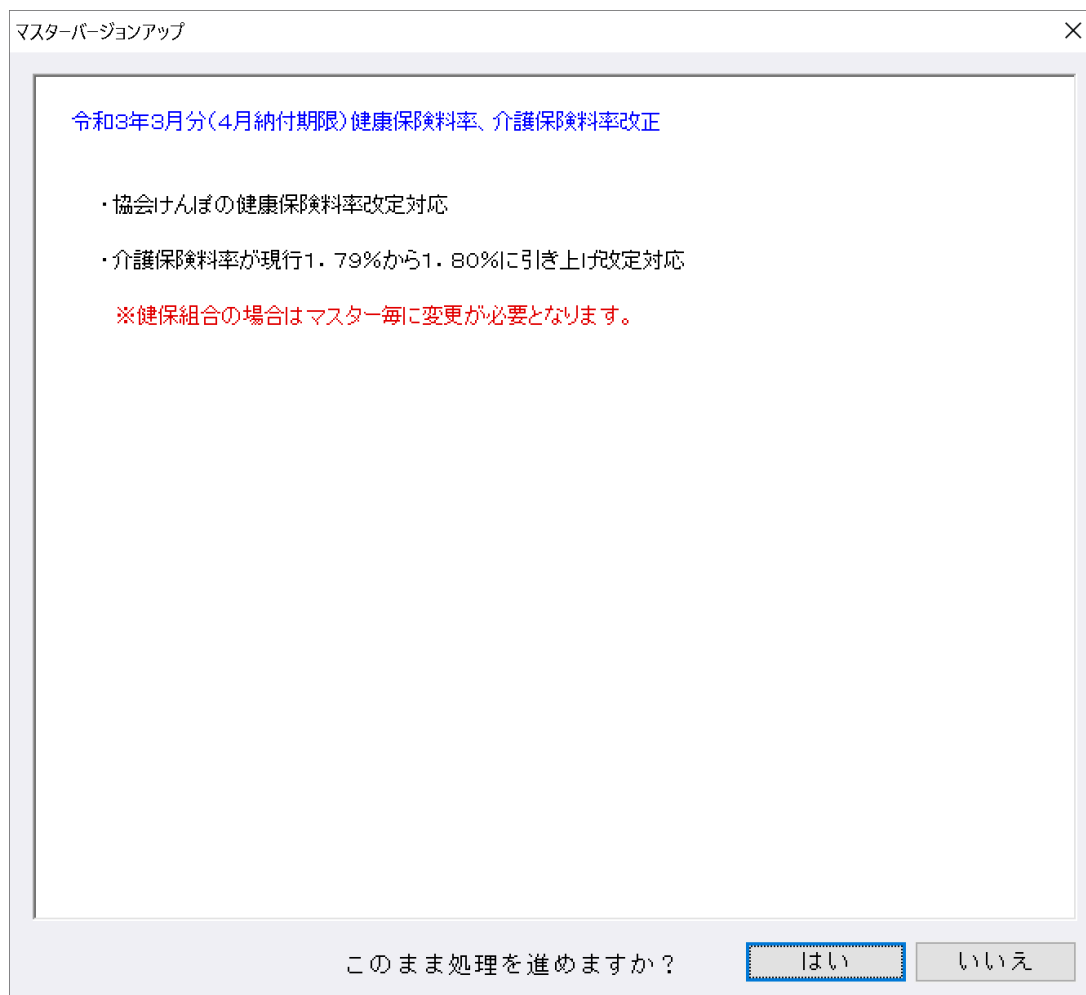 マスターバージョンアップ
令和3年3月分(4月納付期限)健康保険料率、介護保険料率改正
・協会けんぽの健康保険料率改定対応
・介護保険料率が現行1.79%から1.80%に引き上げ改定対応
※健保組合の場合はマスター毎に変更が必要となります。
このまま処理を進めますか？ はい いいえ